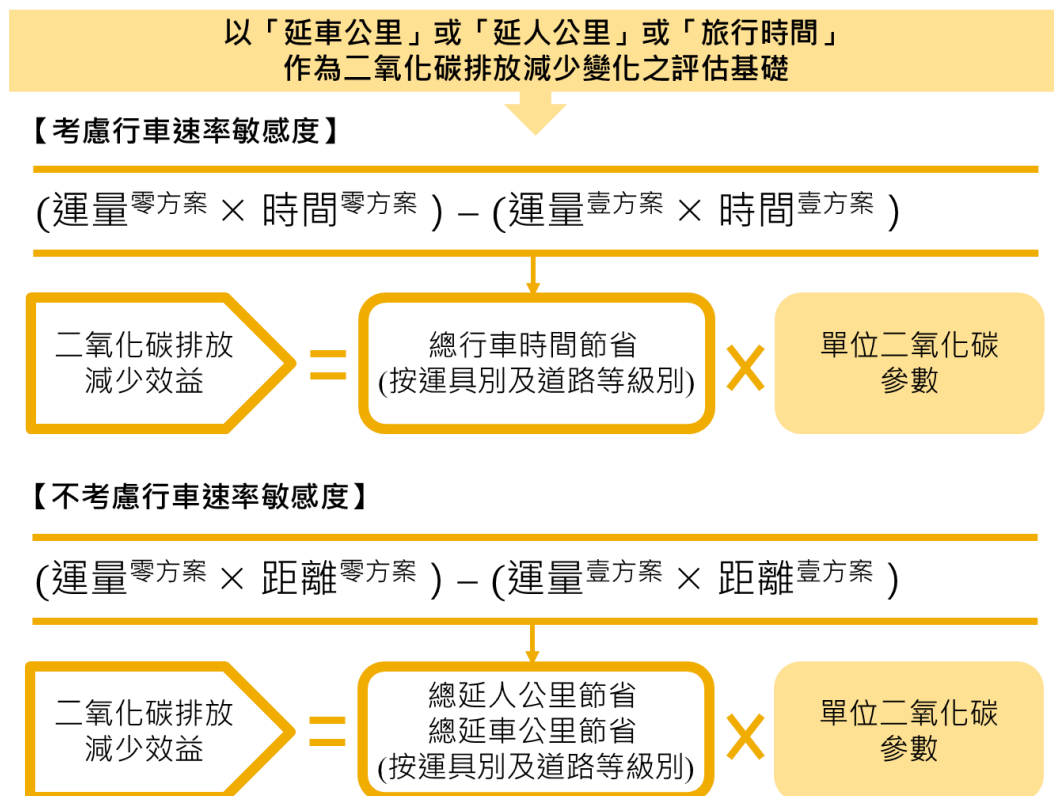 以「延車公里」或「延人公里」或「旅行時間」
作為二氧化碳排放減少變化之評估基礎
【考慮行車速率敏感度】
(運量零方案 × 時間零方案 ) – (運量壹方案 × 時間壹方案 )
二氧化碳排放
減少效益
=
總行車時間節省
(按運具別及道路等級別)
×
單位二氧化碳
參數
【不考慮行車速率敏感度】
(運量零方案 × 距離零方案 ) – (運量壹方案 × 距離壹方案 )
二氧化碳排放
減少效益
=
總延人公里節省
總延車公里節省
(按運具別及道路等級別)
×
單位二氧化碳
參數